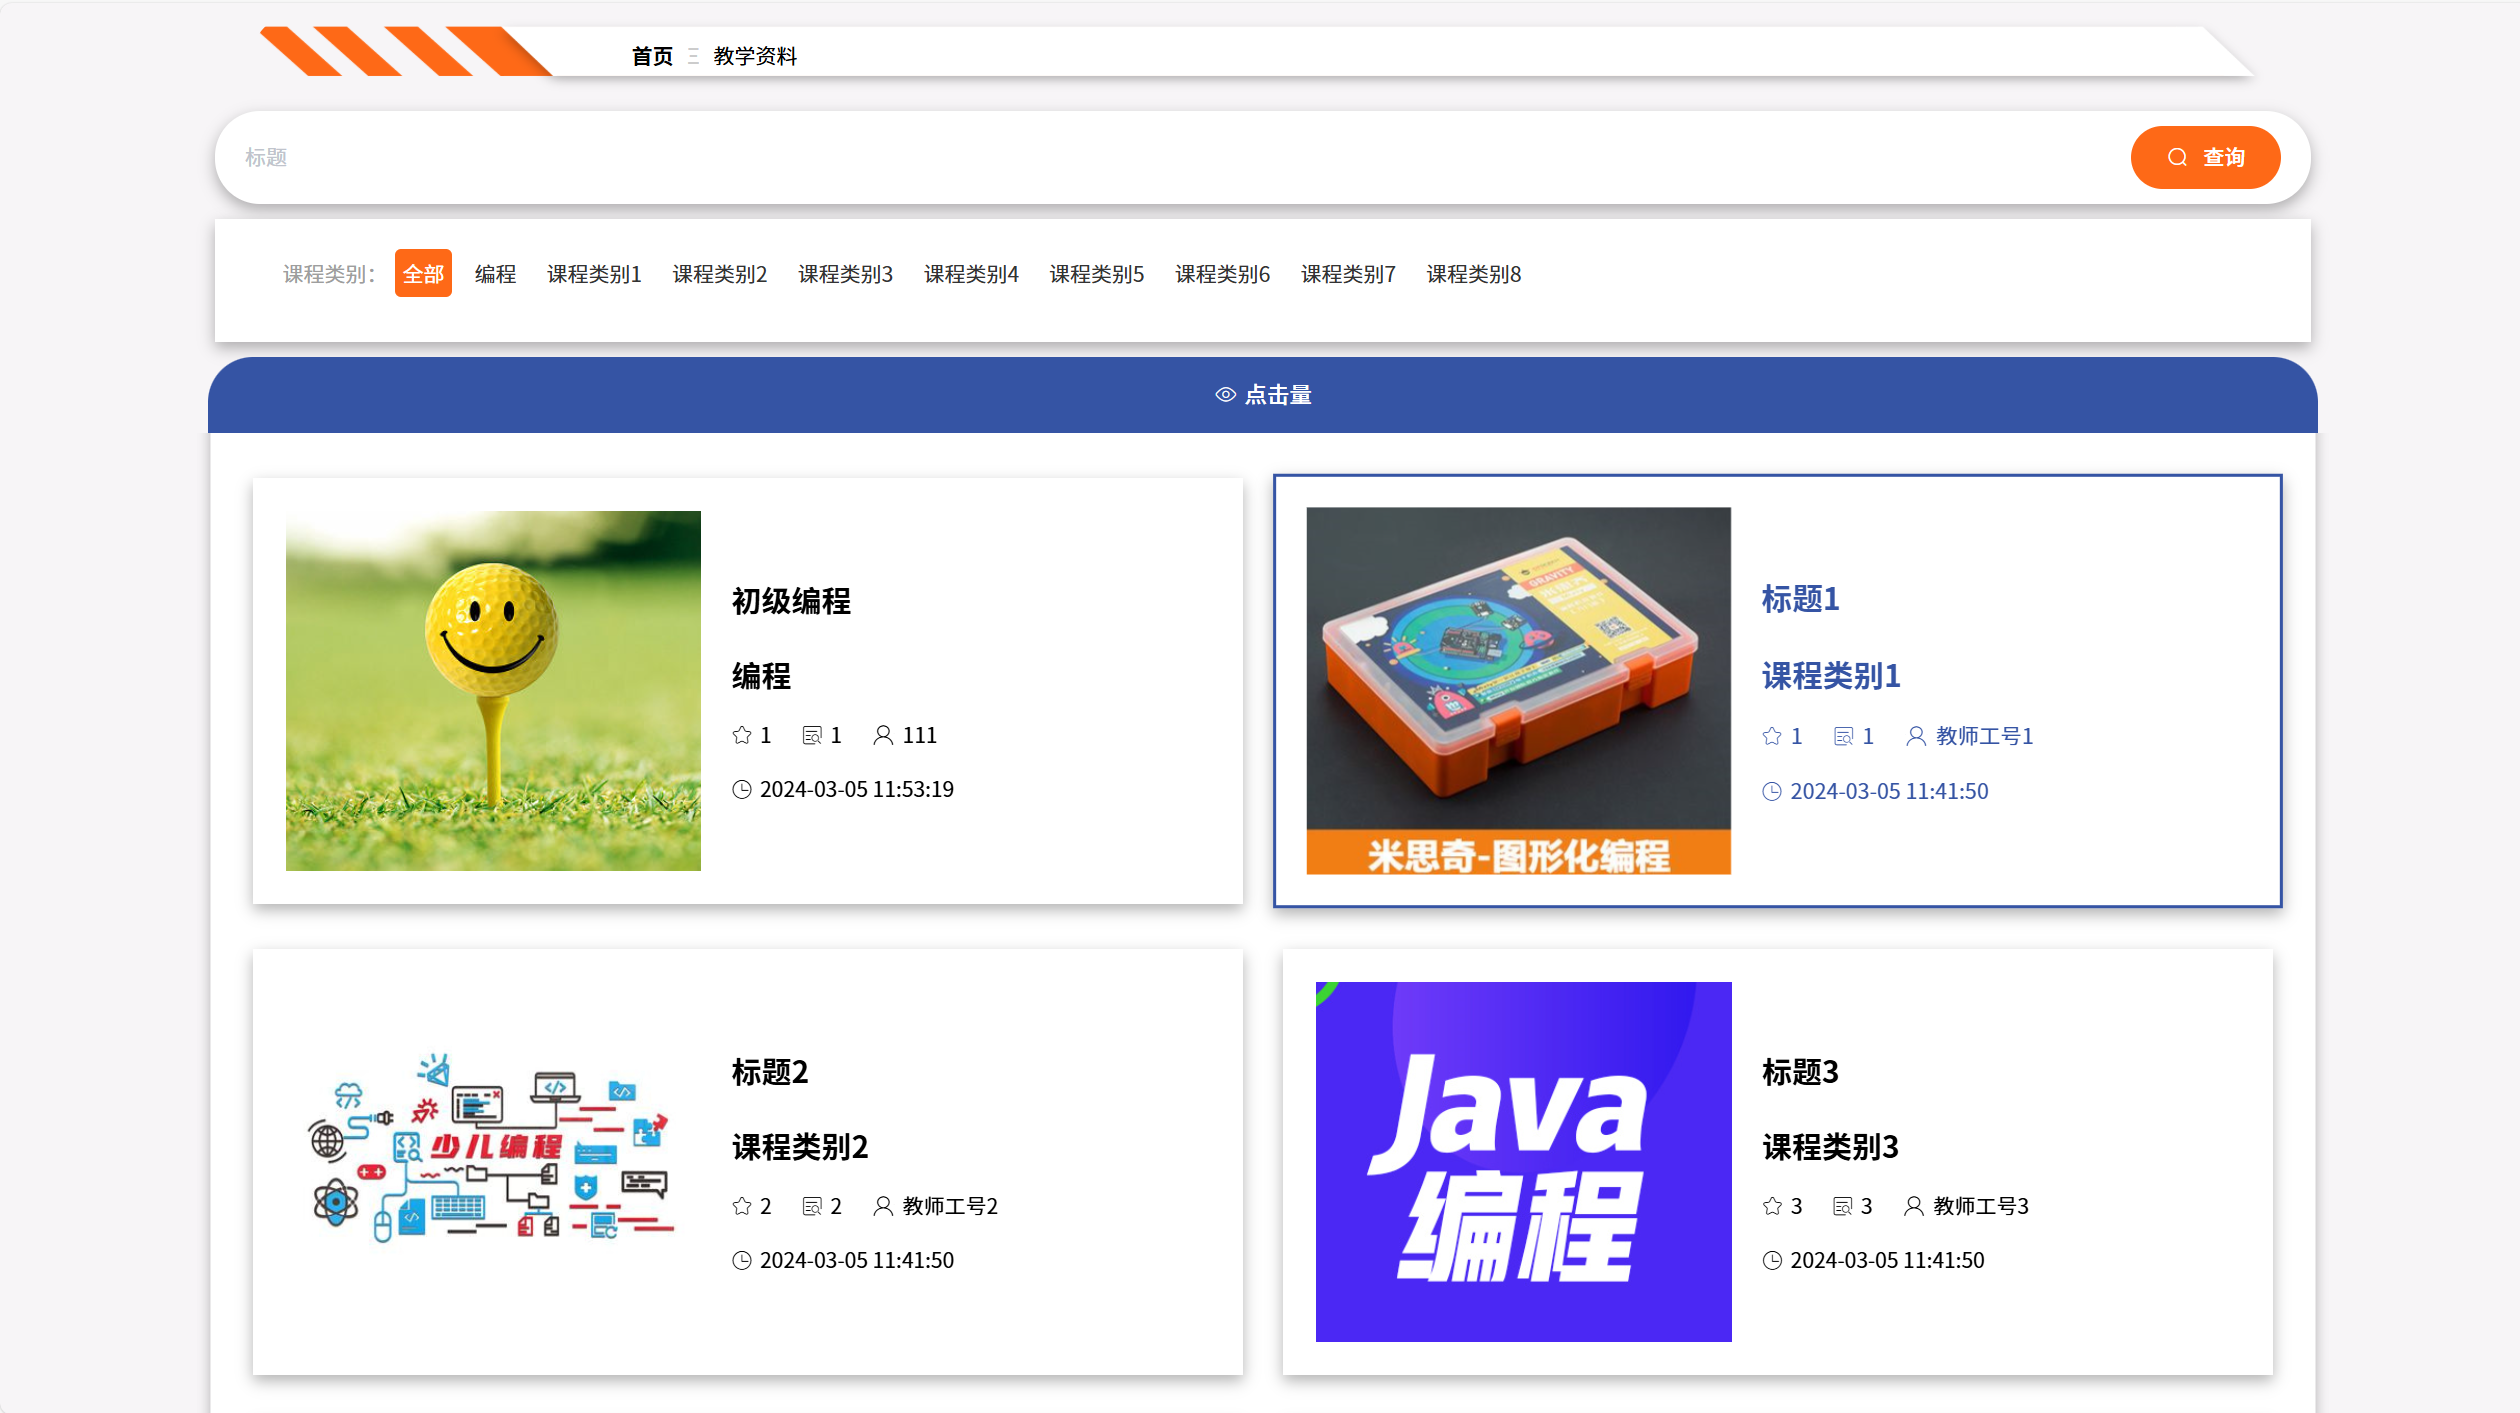 首页 教学资料
标题
查询
课程类别： 全部 编程 课程类别1 课程类别2 课程类别3 课程类别4 课程类别5 课程类别6 课程类别7 课程类别8
点击量
初级编程
编程
1 1 111
2024-03-05 11:53:19
GRAVITY
米思奇-图形化编程
标题1
课程类别1
1 1 教师工号1
2024-03-05 11:41:50
少儿编程
标题2
课程类别2
2 2 教师工号2
2024-03-05 11:41:50
Java
编程
标题3
课程类别3
3 3 教师工号3
2024-03-05 11:41:50